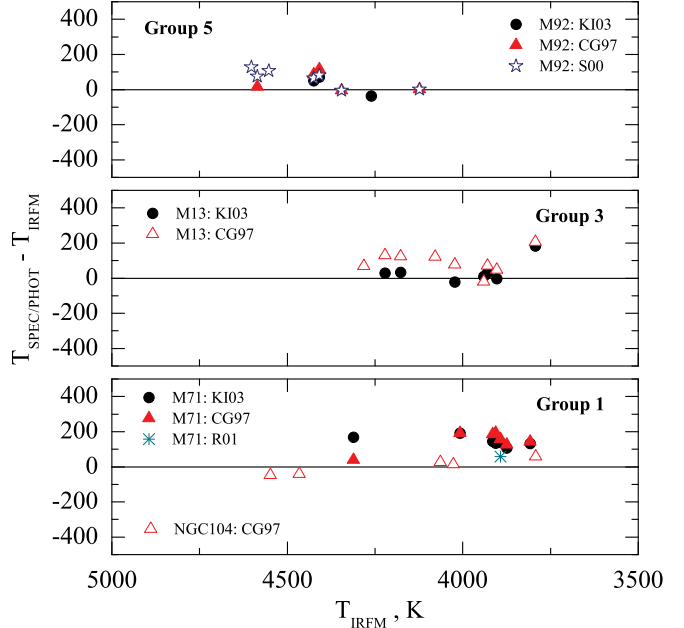 400
200
0
-200
-400
Group 5
M92: KI03
M92: CG97
M92: S00
400
200
0
-200
-400
M13: KI03
M13: CG97
Group 3
400
200
0
-200
-400
M71: KI03
M71: CG97
M71: R01
Group 1
NGC104: CG97
T_SPEC/PHOT - T_IRFM
5000 4500 4000 3500
T_IRFM , K